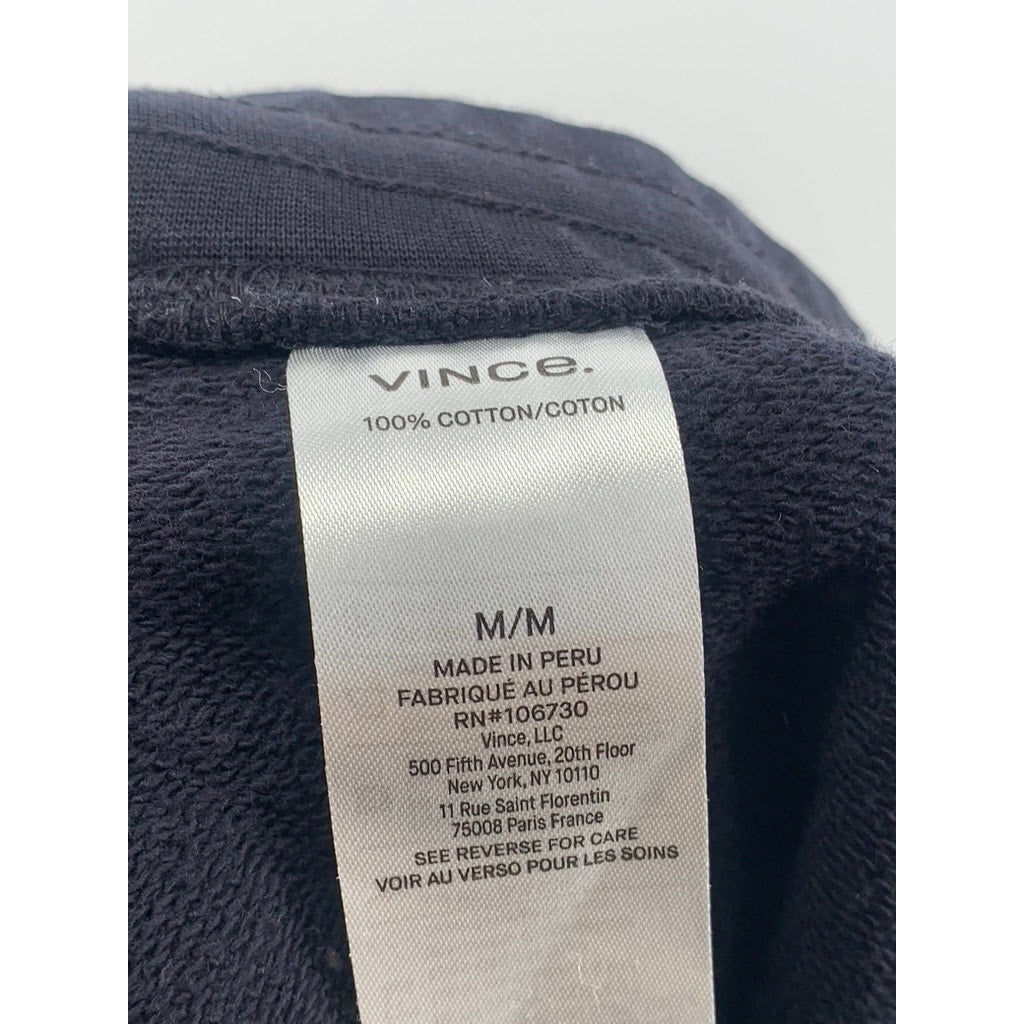 VINCe.
100% COTTON/COTON
M/M
MADE IN PERU
FABRIQUÉ AU PÉROU
RN#106730
Vince, LLC
500 Fifth Avenue, 20th Floor
New York, NY 10110
11 Rue Saint Florentin
75008 Paris France
SEE REVERSE FOR CARE
VOIR AU VERSO POUR LES SOINS